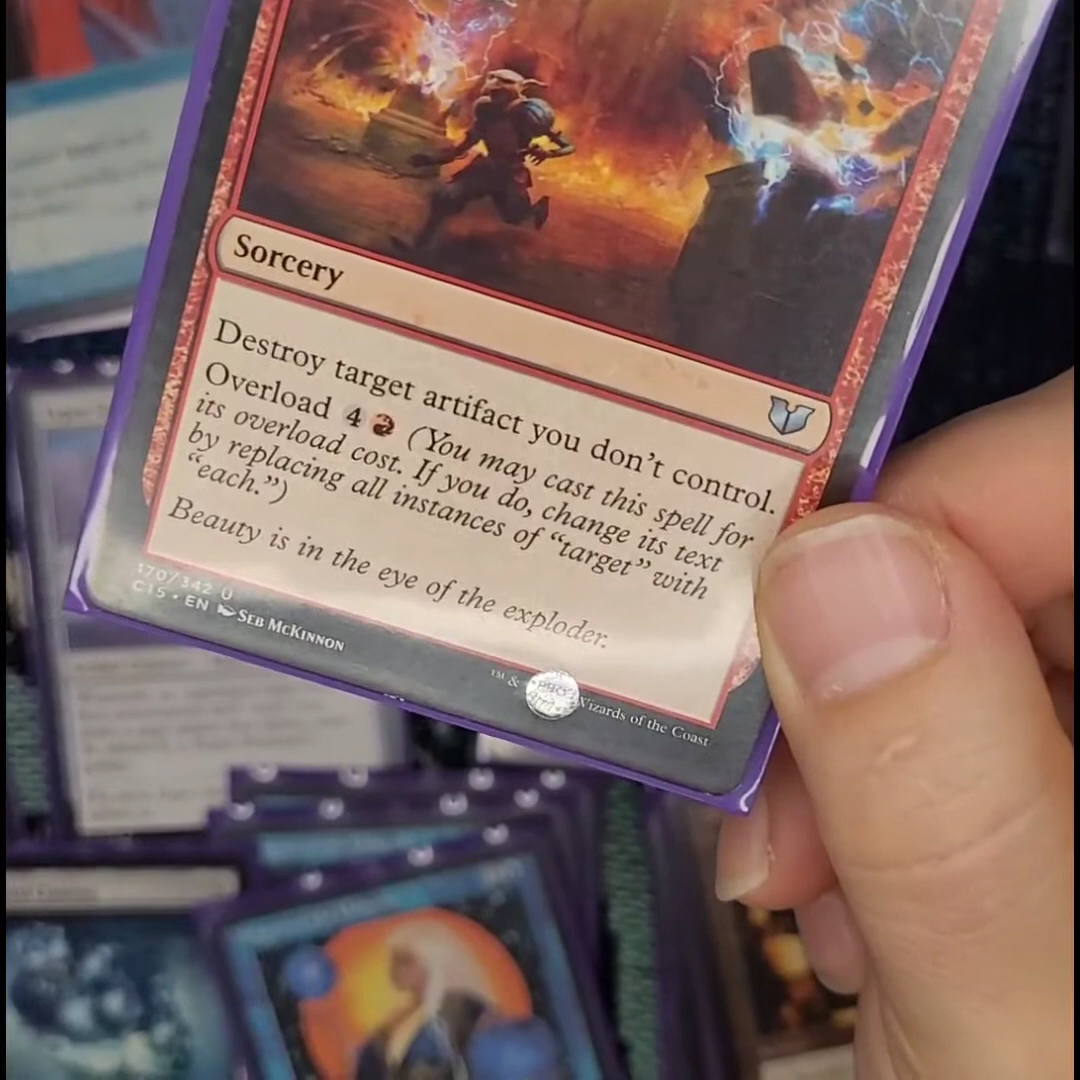 Sorcery
Destroy target artifact you don't control.
Overload 4 (You may cast this spell for
its overload cost. If you do, change its text
by replacing all instances of "target" with
"each.")
Beauty is in the eye of the exploder.
170/342 U
C15 • EN SEB MCKINNON
™ & Wizards of the Coast